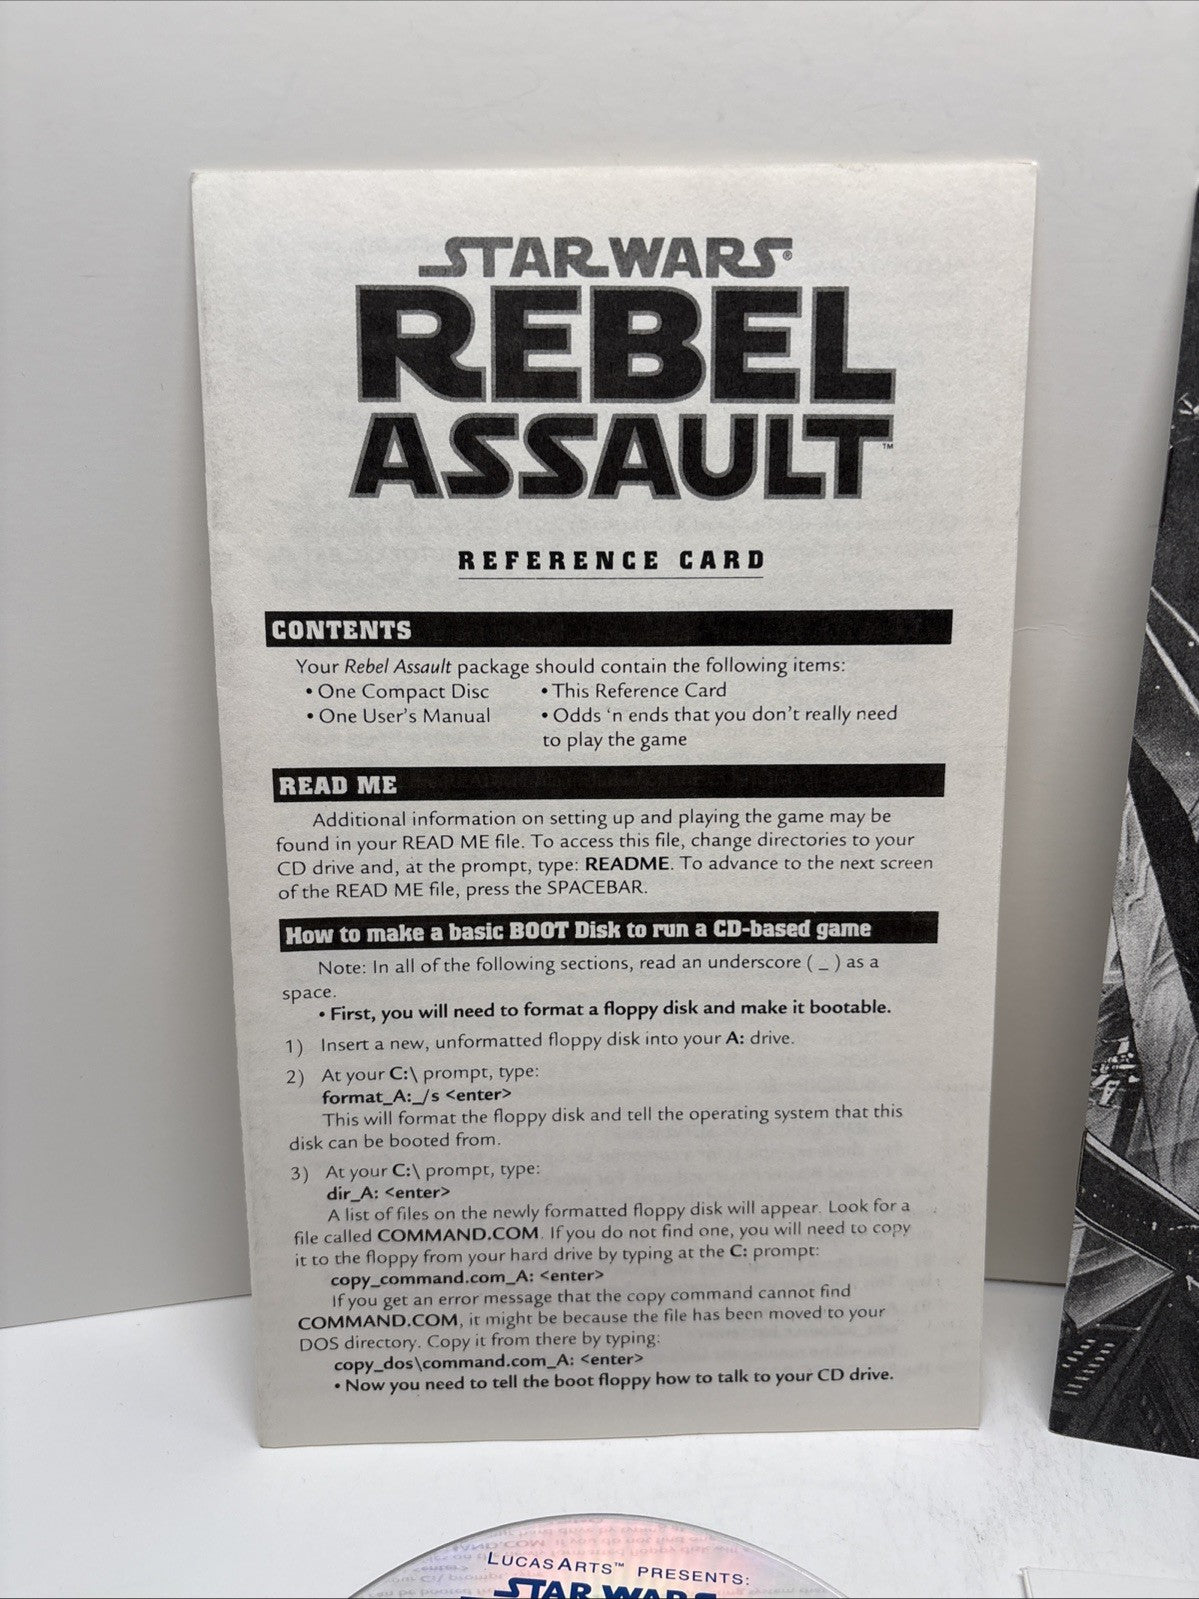 STAR WARS®
REBEL
ASSAULT™
REFERENCE CARD
CONTENTS
Your Rebel Assault package should contain the following items:
• One Compact Disc • This Reference Card
• One User's Manual • Odds 'n ends that you don't really need
to play the game
READ ME
Additional information on setting up and playing the game may be
found in your READ ME file. To access this file, change directories to your
CD drive and, at the prompt, type: README. To advance to the next screen
of the READ ME file, press the SPACEBAR.
How to make a basic BOOT Disk to run a CD-based game
Note: In all of the following sections, read an underscore ( _ ) as a
space.
• First, you will need to format a floppy disk and make it bootable.
1) Insert a new, unformatted floppy disk into your A: drive.
2) At your C:\ prompt, type:
format_A:_/s <enter>
This will format the floppy disk and tell the operating system that this
disk can be booted from.
3) At your C:\ prompt, type:
dir_A: <enter>
A list of files on the newly formatted floppy disk will appear. Look for a
file called COMMAND.COM. If you do not find one, you will need to copy
it to the floppy from your hard drive by typing at the C: prompt:
copy_command.com_A: <enter>
If you get an error message that the copy command cannot find
COMMAND.COM, it might be because the file has been moved to your
DOS directory. Copy it from there by typing:
copy_dos\command.com_A: <enter>
• Now you need to tell the boot floppy how to talk to your CD drive.
LUCASARTS™ PRESENTS:
STAR WARS